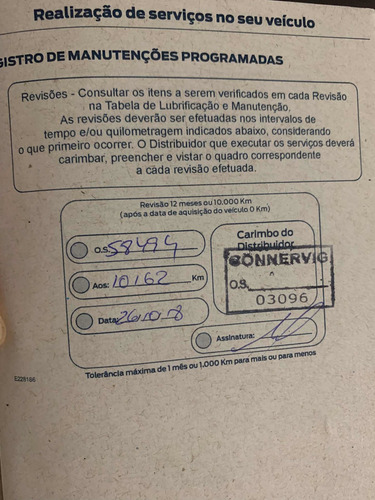 Realização de serviços no seu veículo
GISTRO DE MANUTENÇÕES PROGRAMADAS
Revisões - Consultar os itens a serem verificados em cada Revisão
na Tabela de Lubrificação e Manutenção.
As revisões deverão ser efetuadas nos intervalos de
tempo e/ou quilometragem indicados abaixo, considerando
o que primeiro ocorrer. O Distribuidor que executar os serviços deverá
carimbar, preencher e vistar o quadro correspondente
a cada revisão efetuada.
Revisão 12 meses ou 10.000 Km
(após a data de aquisição do veículo 0 Km)
O.S. 58494
Aos: 10162 Km
Data:
Carimbo do
Distribuidor
CONNERVIG
O.S.
03096
Assinatura:
Tolerância máxima de 1 mês ou 1.000 Km para mais ou para menos
E228186